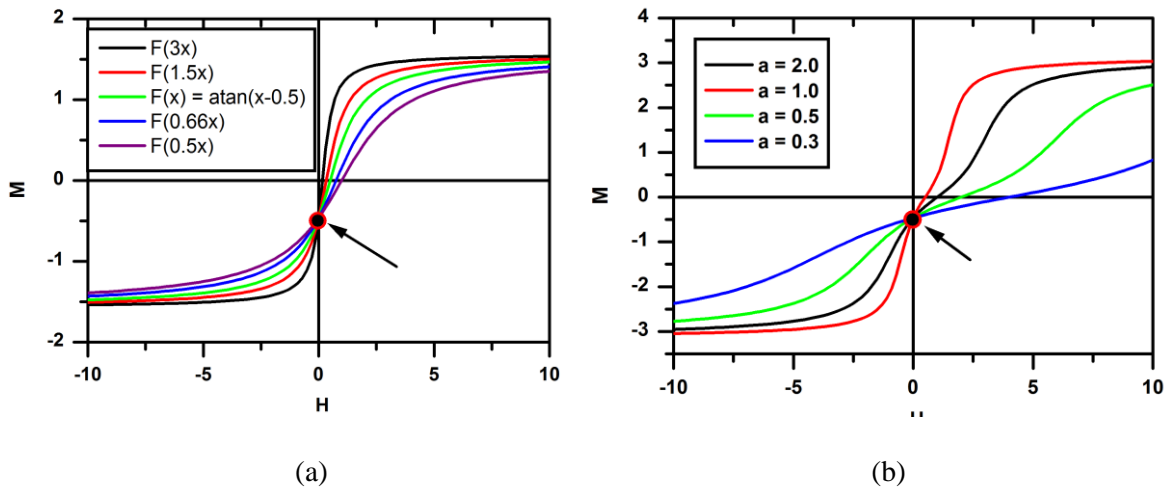 2
1
0
-1
-2
M
F(3x)
F(1.5x)
F(x) = atan(x-0.5)
F(0.66x)
F(0.5x)
-10
-5
0
5
10
H
(a)
4
3
2
1
0
-1
-2
-3
M
a = 2.0
a = 1.0
a = 0.5
a = 0.3
-10
-5
0
5
10
(b)